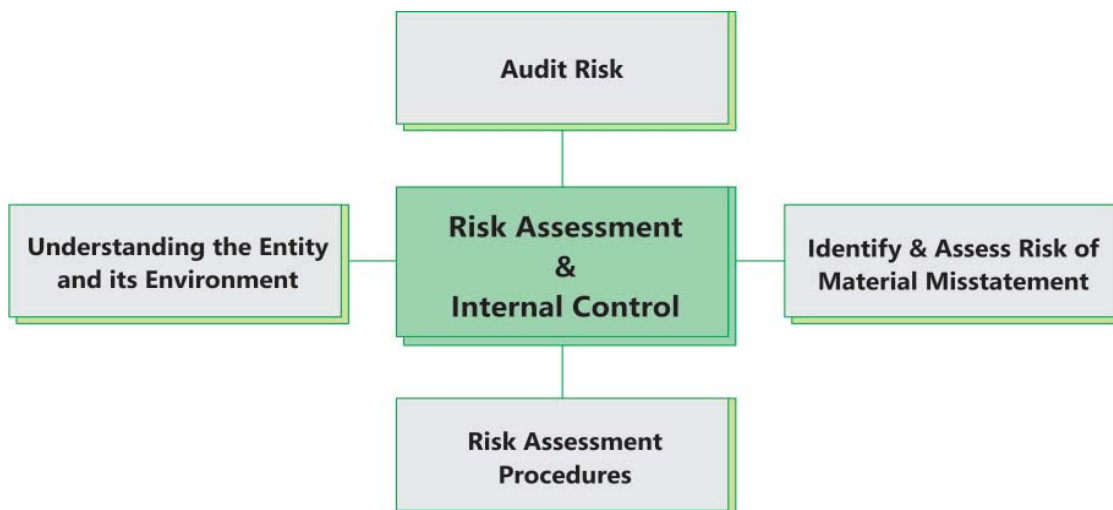 Audit Risk
Understanding the Entity
and its Environment
Risk Assessment
&
Internal Control
Identify & Assess Risk of
Material Misstatement
Risk Assessment
Procedures